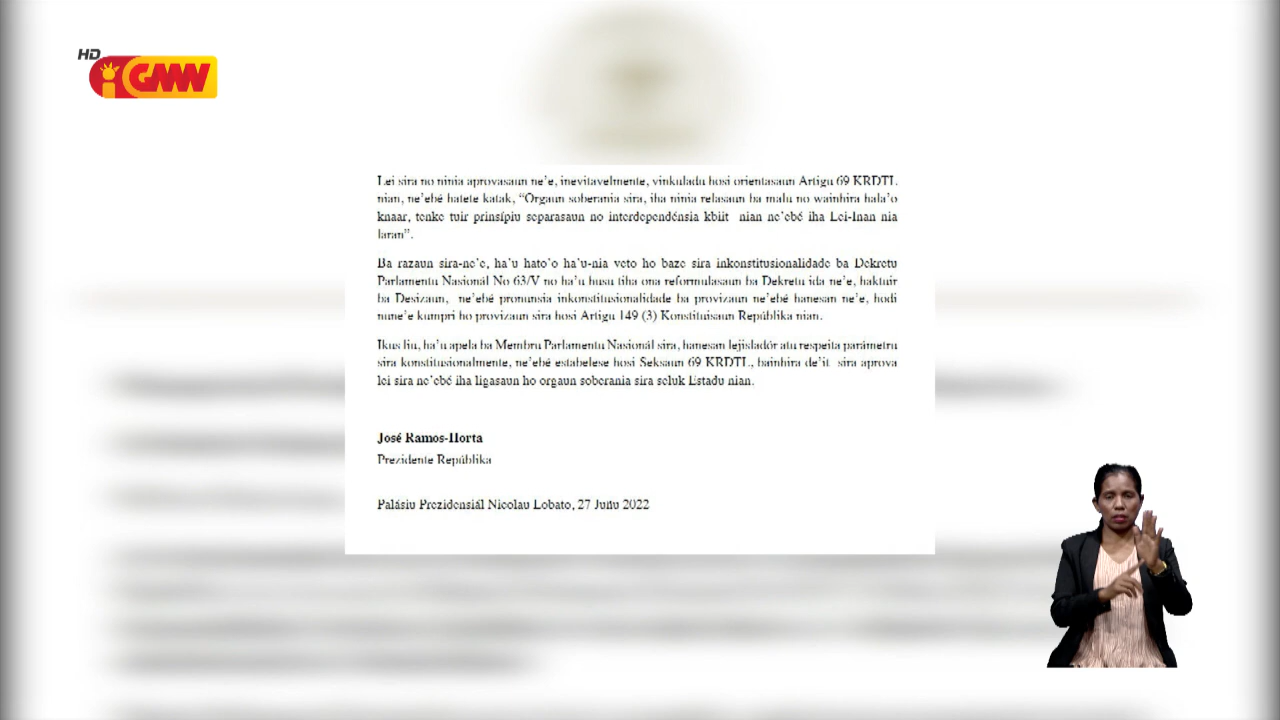 HD
GMN
Lei sira no ninia aprovasaun ne’e, inevitavelmente, vinkuladu hosi orientasaun Artigu 69 KRDTL
nian, ne’ebé hatete katak, “Orgaun soberania sira, iha ninia relasaun ba malu no wainhira hala’o
knaar, tenke tuir prinsípiu separasaun no interdependénsia kbiit nian ne’ebé iha Lei-Inan nia
laran”.
Ba razaun sira-ne’e, ha’u hato’o ha’u-nia veto ho baze sira inkonstitusionalidade ba Dekretu
Parlamentu Nasionál No 63/V no ha’u husu tiha ona reformulasaun ba Dekretu ida ne’e, haktuir
ba Desizaun, ne’ebé pronunsia inkonstitusionalidade ba provizaun ne’ebé hanesan ne’e, hodi
nune’e kumpri ho provizaun sira hosi Artigu 149 (3) Konstituisaun Repúblika nian.
Ikus liu, ha’u apela ba Membru Parlamentu Nasionál sira, hanesan lejisladór atu respeita parámetru
sira konstitusionalmente, ne’ebé estabelese hosi Seksaun 69 KRDTL, bainhira de’it sira aprova
lei sira ne’ebé iha ligasaun ho orgaun soberania sira seluk Estadu nian.
José Ramos-Horta
Prezidente Repúblika
Palásiu Prezidensiál Nicolau Lobato, 27 Juñu 2022